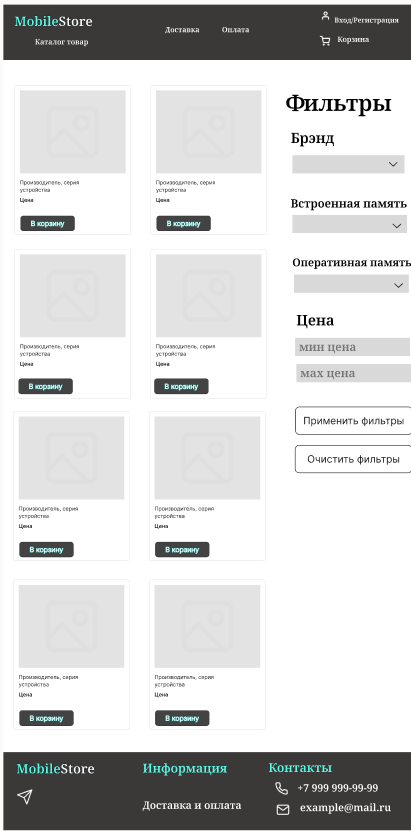 MobileStore
Каталог товар
Доставка
Оплата
Вход/Регистрация
Корзина
Производитель, серия
устройства
Цена
В корзину
Производитель, серия
устройства
Цена
В корзину
Производитель, серия
устройства
Цена
В корзину
Производитель, серия
устройства
Цена
В корзину
Производитель, серия
устройства
Цена
В корзину
Производитель, серия
устройства
Цена
В корзину
Производитель, серия
устройства
Цена
В корзину
Производитель, серия
устройства
Цена
В корзину
Фильтры
Брэнд
Встроенная память
Оперативная память
Цена
мин цена
мах цена
Применить фильтры
Очистить фильтры
MobileStore
Информация
Доставка и оплата
Контакты
+7 999 999-99-99
example@mail.ru